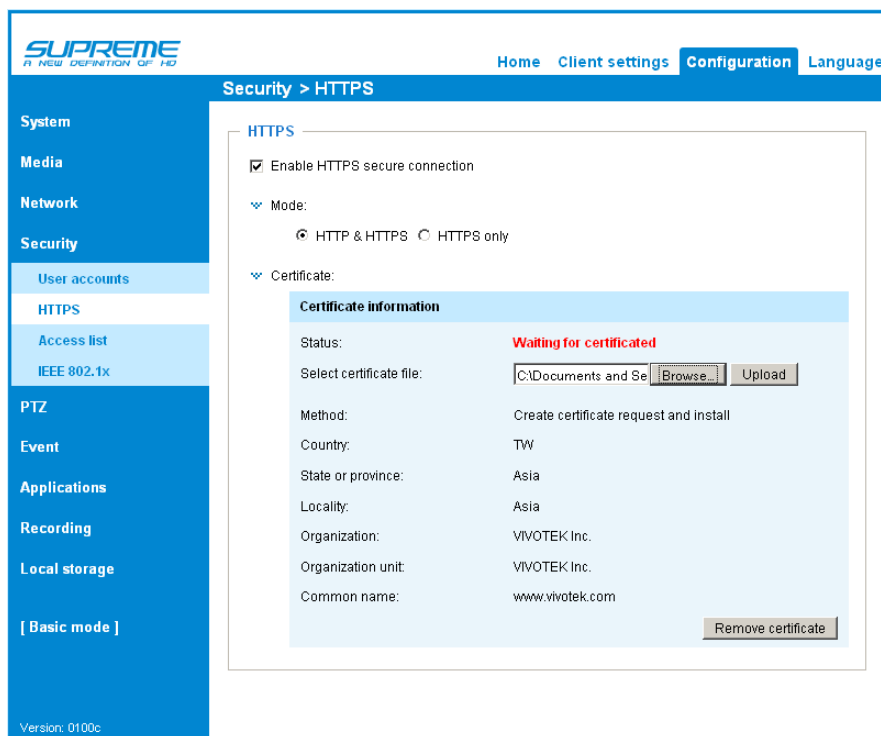 SUPREME
A NEW DEFINITION OF HD
Home Client settings Configuration Language
Security > HTTPS
System
Media
Network
Security
User accounts
HTTPS
Access list
IEEE 802.1x
PTZ
Event
Applications
Recording
Local storage
[ Basic mode ]
Version: 0100c
HTTPS
Enable HTTPS secure connection
Mode:
HTTP & HTTPS HTTPS only
Certificate:
Certificate information
Status: Waiting for certificated
Select certificate file: C:\Documents and Se Browse... Upload
Method: Create certificate request and install
Country: TW
State or province: Asia
Locality: Asia
Organization: VIVOTEK Inc.
Organization unit: VIVOTEK Inc.
Common name: www.vivotek.com
Remove certificate